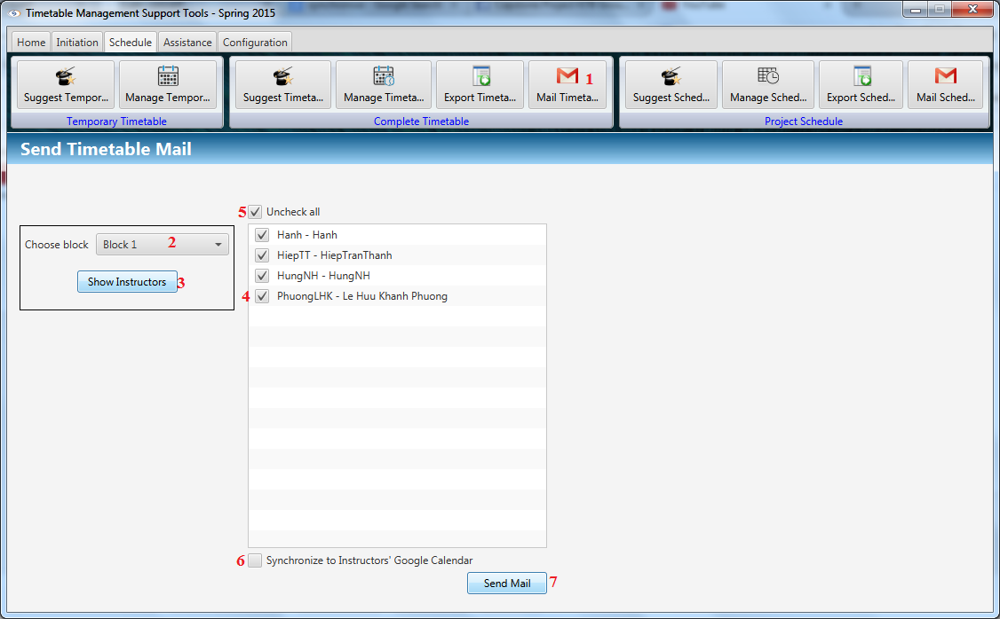 Timetable Management Support Tools - Spring 2015
Home Initiation Schedule Assistance Configuration
Suggest Tempor... Manage Tempor... Suggest Timeta... Manage Timeta... Export Timeta... Mail Timeta... 1 Suggest Sched... Manage Sched... Export Sched... Mail Sched...
Temporary Timetable Complete Timetable Project Schedule
Send Timetable Mail
5 Uncheck all
Hanh - Hanh
Choose block Block 1 2
HiepTT - HiepTranThanh
HungNH - HungNH
Show Instructors 3
4 PhuongLHK - Le Huu Khanh Phuong
6 Synchronize to Instructors' Google Calendar
Send Mail 7